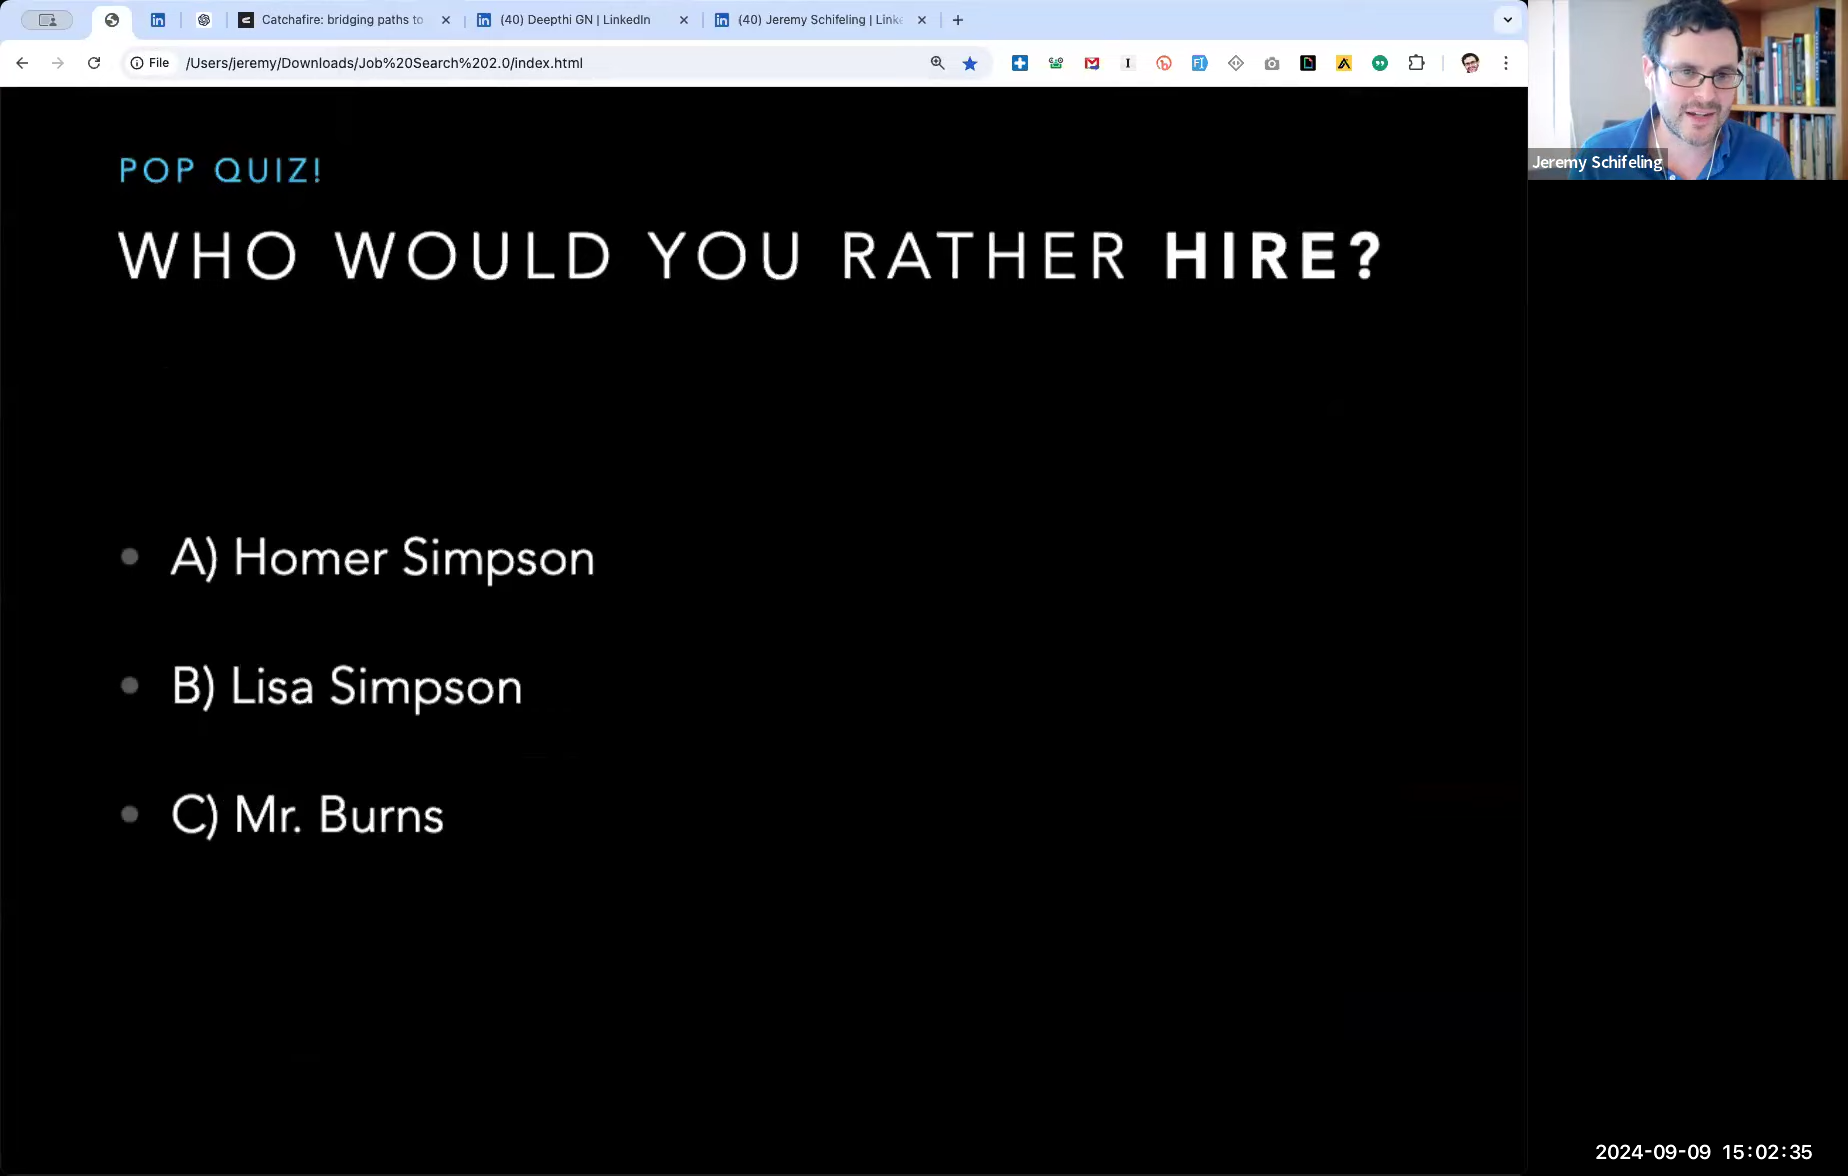 Catchafire: bridging paths to
(40) Deepthi GN | LinkedIn
(40) Jeremy Schifeling | Linke
File
/Users/jeremy/Downloads/Job%20Search%202.0/index.html
Jeremy Schifeling
POP QUIZ!
WHO WOULD YOU RATHER HIRE?
A) Homer Simpson
B) Lisa Simpson
C) Mr. Burns
2024-09-09 15:02:35